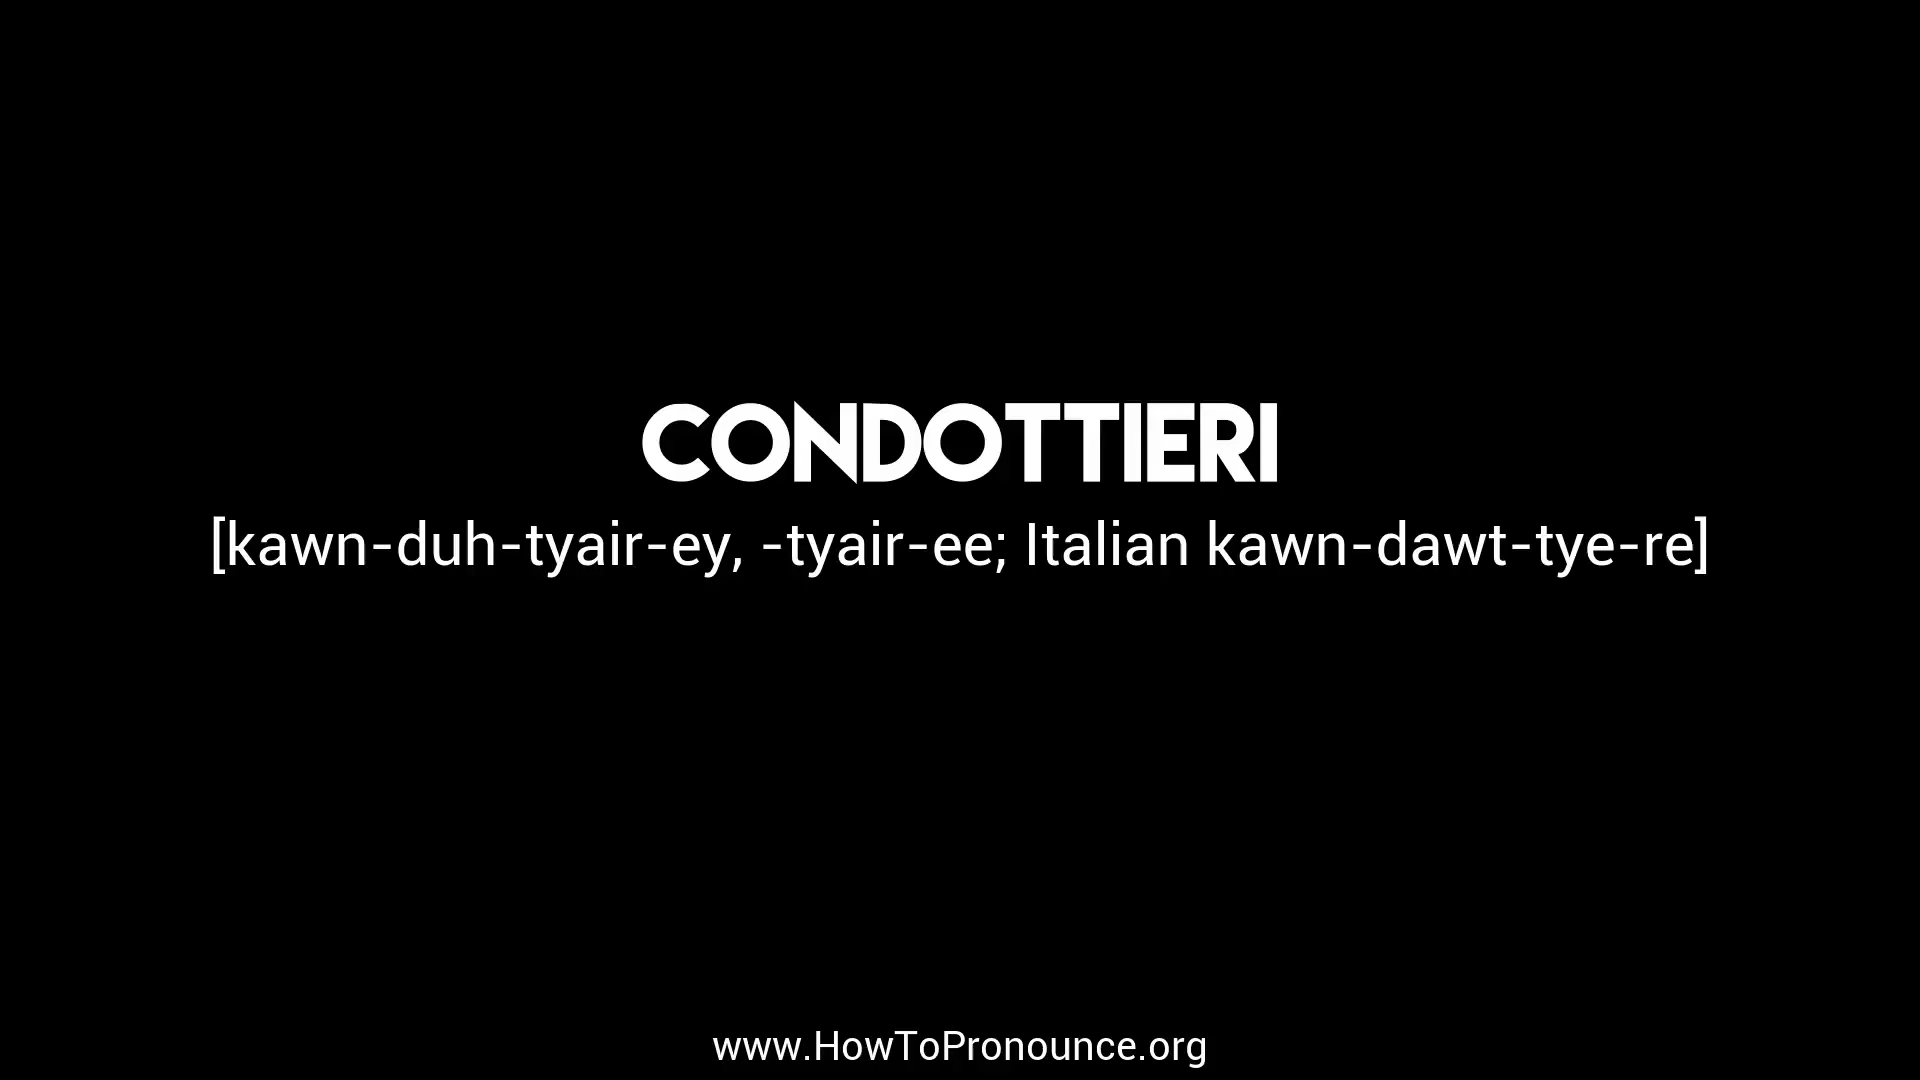 CONDOTTIERI
[kawn-duh-tyair-ey, -tyair-ee; Italian kawn-dawt-tye-re]
www.HowToPronounce.org